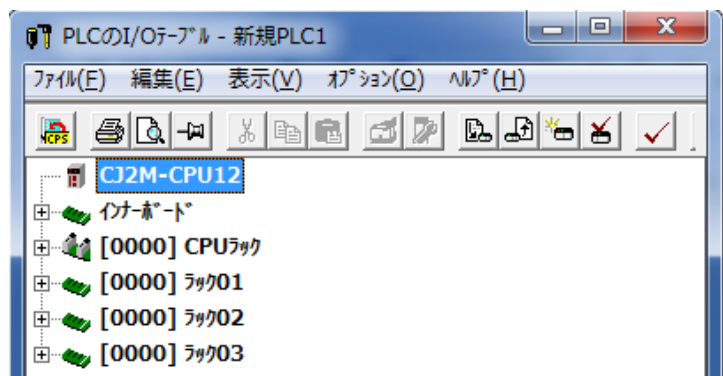 PLCのI/Oﾃｰﾌﾞﾙ - 新規PLC1
ﾌｧｲﾙ(F) 編集(E) 表示(V) ｵﾌﾟｼｮﾝ(O) ﾍﾙﾌﾟ(H)
CPS
CJ2M-CPU12
ｲﾝﾅｰﾎﾞｰﾄﾞ
[0000] CPUﾗｯｸ
[0000] ﾗｯｸ01
[0000] ﾗｯｸ02
[0000] ﾗｯｸ03